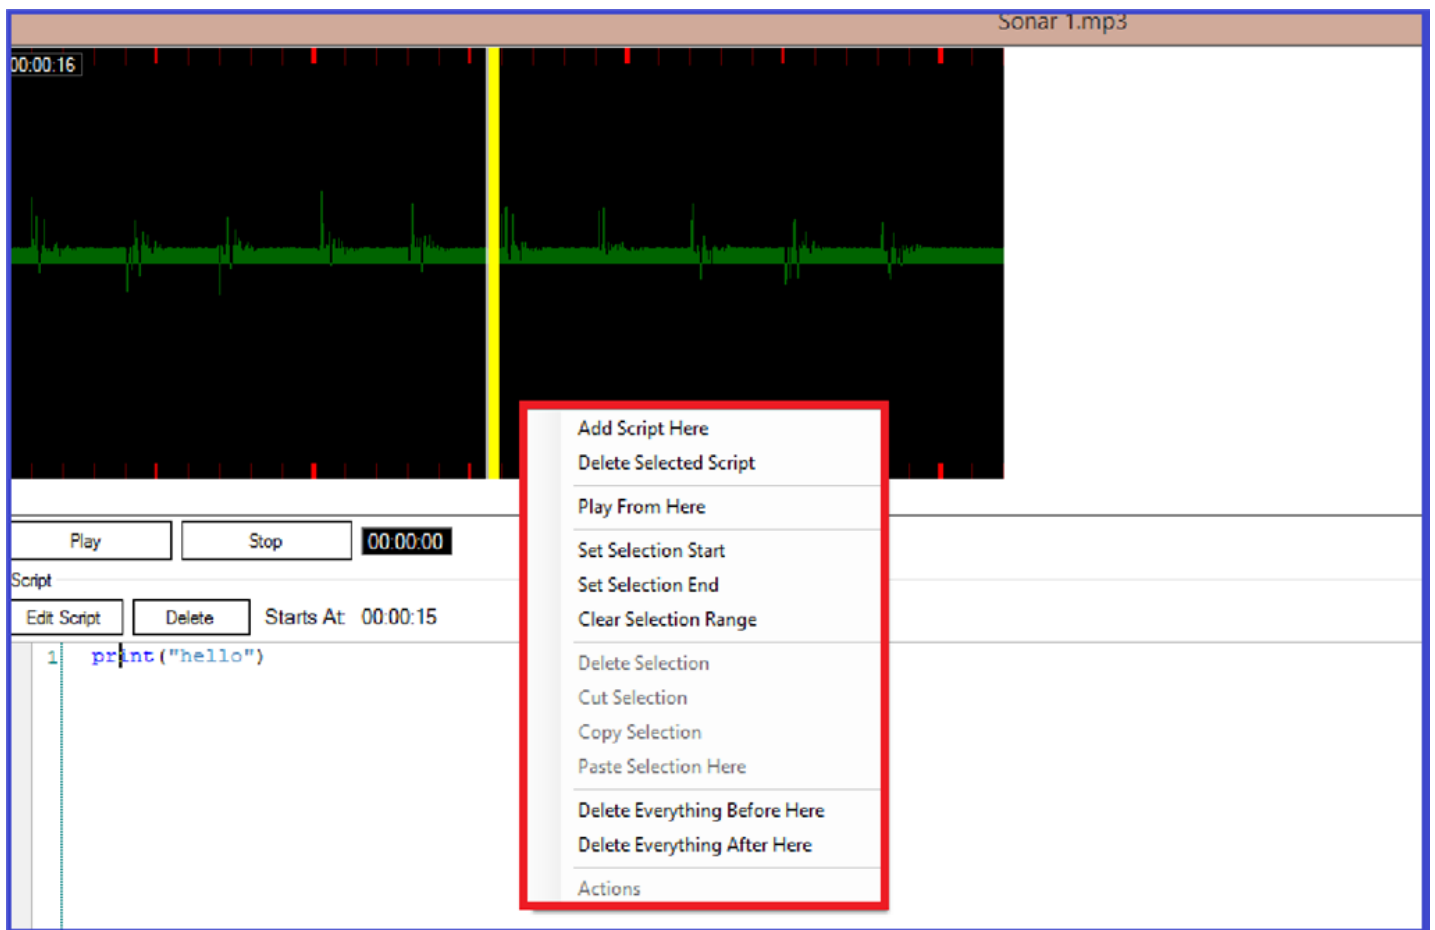 Sonar 1.mp3
00:00:16
Play Stop 00:00:00
Script
Edit Script Delete Starts At: 00:00:15
1 print("hello")
Add Script Here
Delete Selected Script
Play From Here
Set Selection Start
Set Selection End
Clear Selection Range
Delete Selection
Cut Selection
Copy Selection
Paste Selection Here
Delete Everything Before Here
Delete Everything After Here
Actions